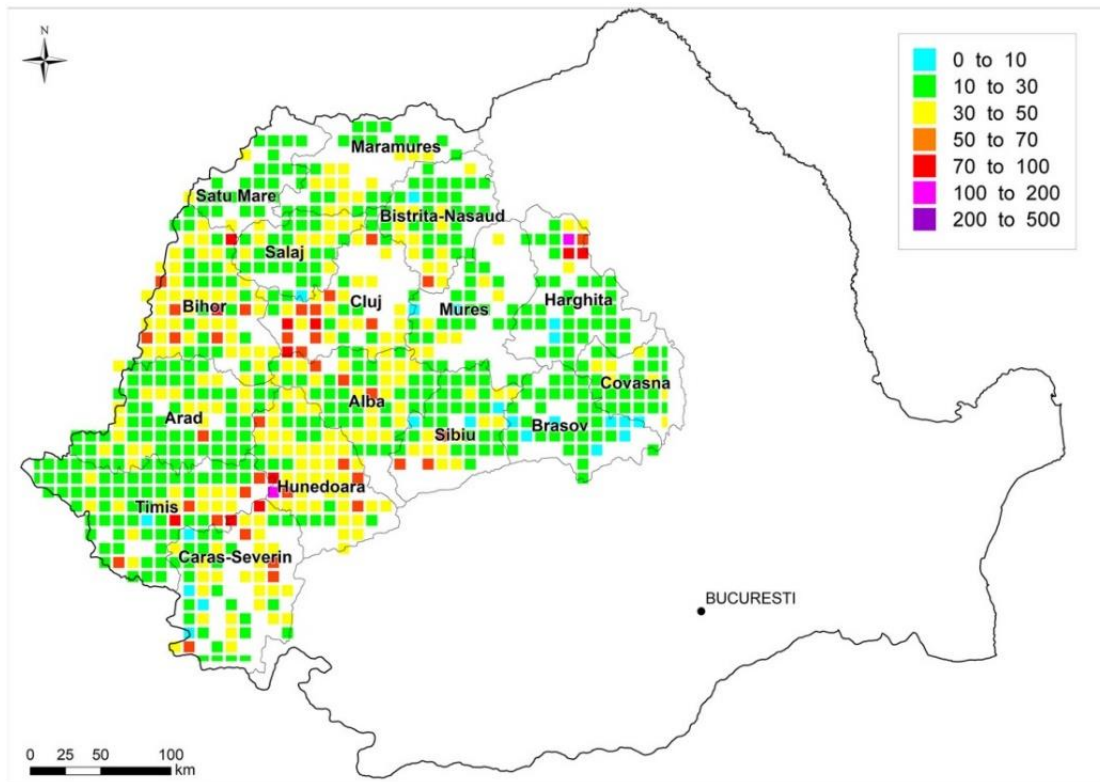 N
0 to 10
10 to 30
30 to 50
50 to 70
70 to 100
100 to 200
200 to 500
Maramures
Satu Mare
Bistrita-Nasaud
Salaj
Bihor
Cluj
Mures
Harghita
Covasna
Alba
Arad
Sibiu
Brasov
Hunedoara
Timis
Caras-Severin
BUCURESTI
0 25 50 100
km